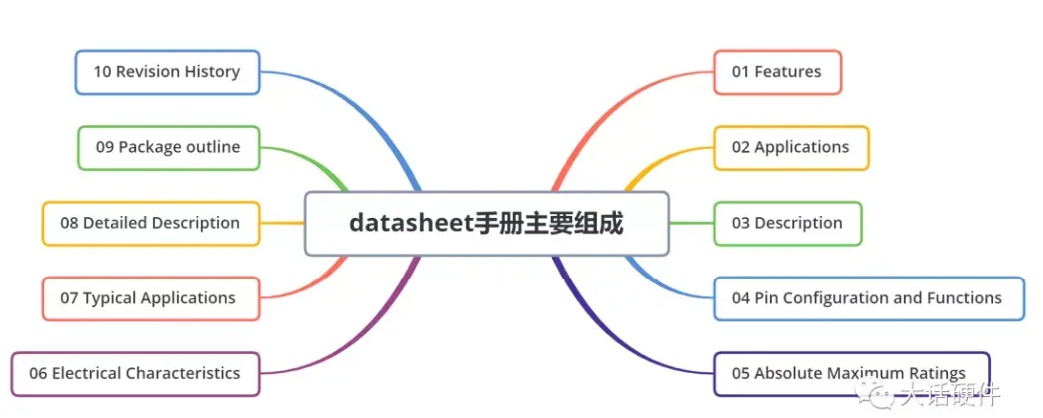 datasheet手册主要组成
01 Features
02 Applications
03 Description
04 Pin Configuration and Functions
05 Absolute Maximum Ratings
06 Electrical Characteristics
07 Typical Applications
08 Detailed Description
09 Package outline
10 Revision History
大话硬件